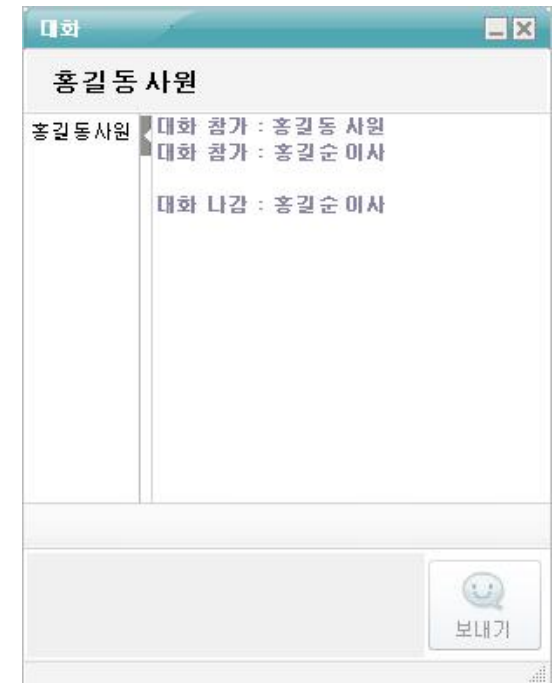 대화
홍길동 사원
홍길동사원
대화 참가 : 홍길동 사원
대화 참가 : 홍길순 이사
대화 나감 : 홍길순 이사
보내기